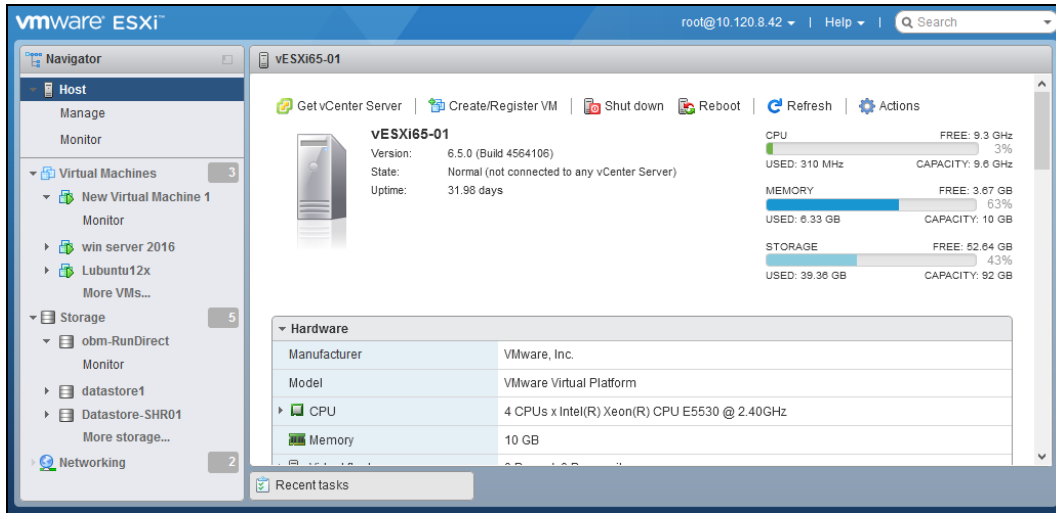 vmware ESXi™
root@10.120.8.42 | Help | Search
Navigator
vESXi65-01
Host
Manage
Monitor
Virtual Machines 3
New Virtual Machine 1
Monitor
win server 2016
Lubuntu12x
More VMs...
Storage 5
obm-RunDirect
Monitor
datastore1
Datastore-SHR01
More storage...
Networking 2
Get vCenter Server | Create/Register VM | Shut down Reboot | Refresh | Actions
vESXi65-01
Version: 6.5.0 (Build 4564106)
State: Normal (not connected to any vCenter Server)
Uptime: 31.98 days
CPU FREE: 9.3 GHz
3%
USED: 310 MHz CAPACITY: 9.6 GHz
MEMORY FREE: 3.67 GB
63%
USED: 6.33 GB CAPACITY: 10 GB
STORAGE FREE: 52.64 GB
43%
USED: 39.36 GB CAPACITY: 92 GB
Hardware
Manufacturer VMware, Inc.
Model VMware Virtual Platform
CPU 4 CPUs x Intel(R) Xeon(R) CPU E5530 @ 2.40GHz
Memory 10 GB
Recent tasks